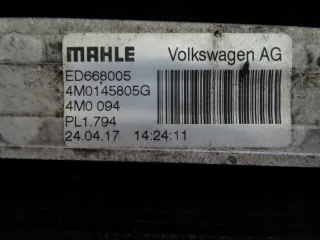 MAHLE Volkswagen AG
ED668005
4M0145805G
4M0 094
PL1.794
24.04.17 14:24:11